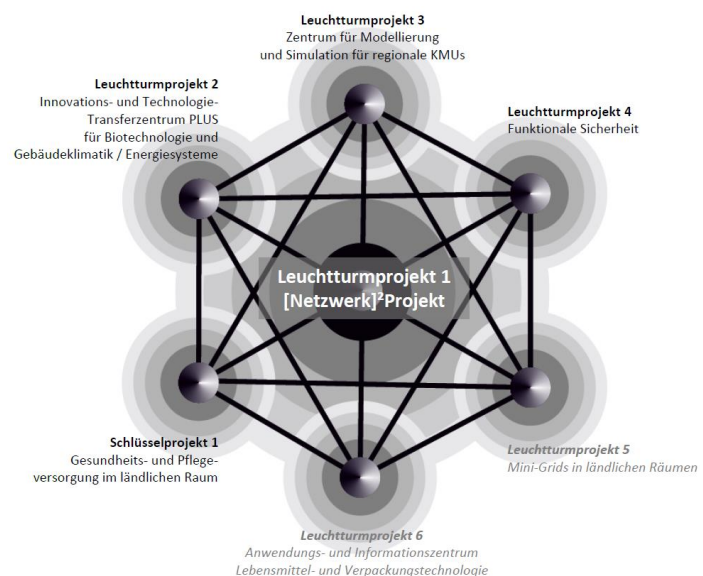 Leuchtturmprojekt 3
Zentrum für Modellierung
und Simulation für regionale KMUs
Leuchtturmprojekt 2
Innovations- und Technologie-
Transferzentrum PLUS
für Biotechnologie und
Gebäudeklimatik / Energiesysteme
Leuchtturmprojekt 4
Funktionale Sicherheit
Leuchtturmprojekt 1
[Netzwerk]²Projekt
Schlüsselprojekt 1
Gesundheits- und Pflege-
versorgung im ländlichen Raum
Leuchtturmprojekt 5
Mini-Grids in ländlichen Räumen
Leuchtturmprojekt 6
Anwendungs- und Informationszentrum
Lebensmittel- und Verpackungstechnologie